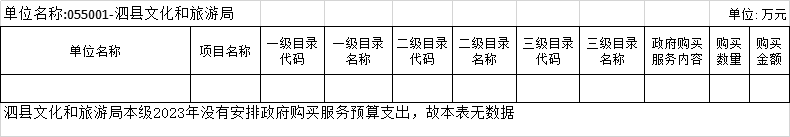 单位名称:055001-泗县文化和旅游局 单位: 万元
单位名称 项目名称 一级目录代码 一级目录名称 二级目录代码 二级目录名称 三级目录代码 三级目录名称 政府购买服务内容 购买数量 购买金额
泗县文化和旅游局本级2023年没有安排政府购买服务预算支出，故本表无数据